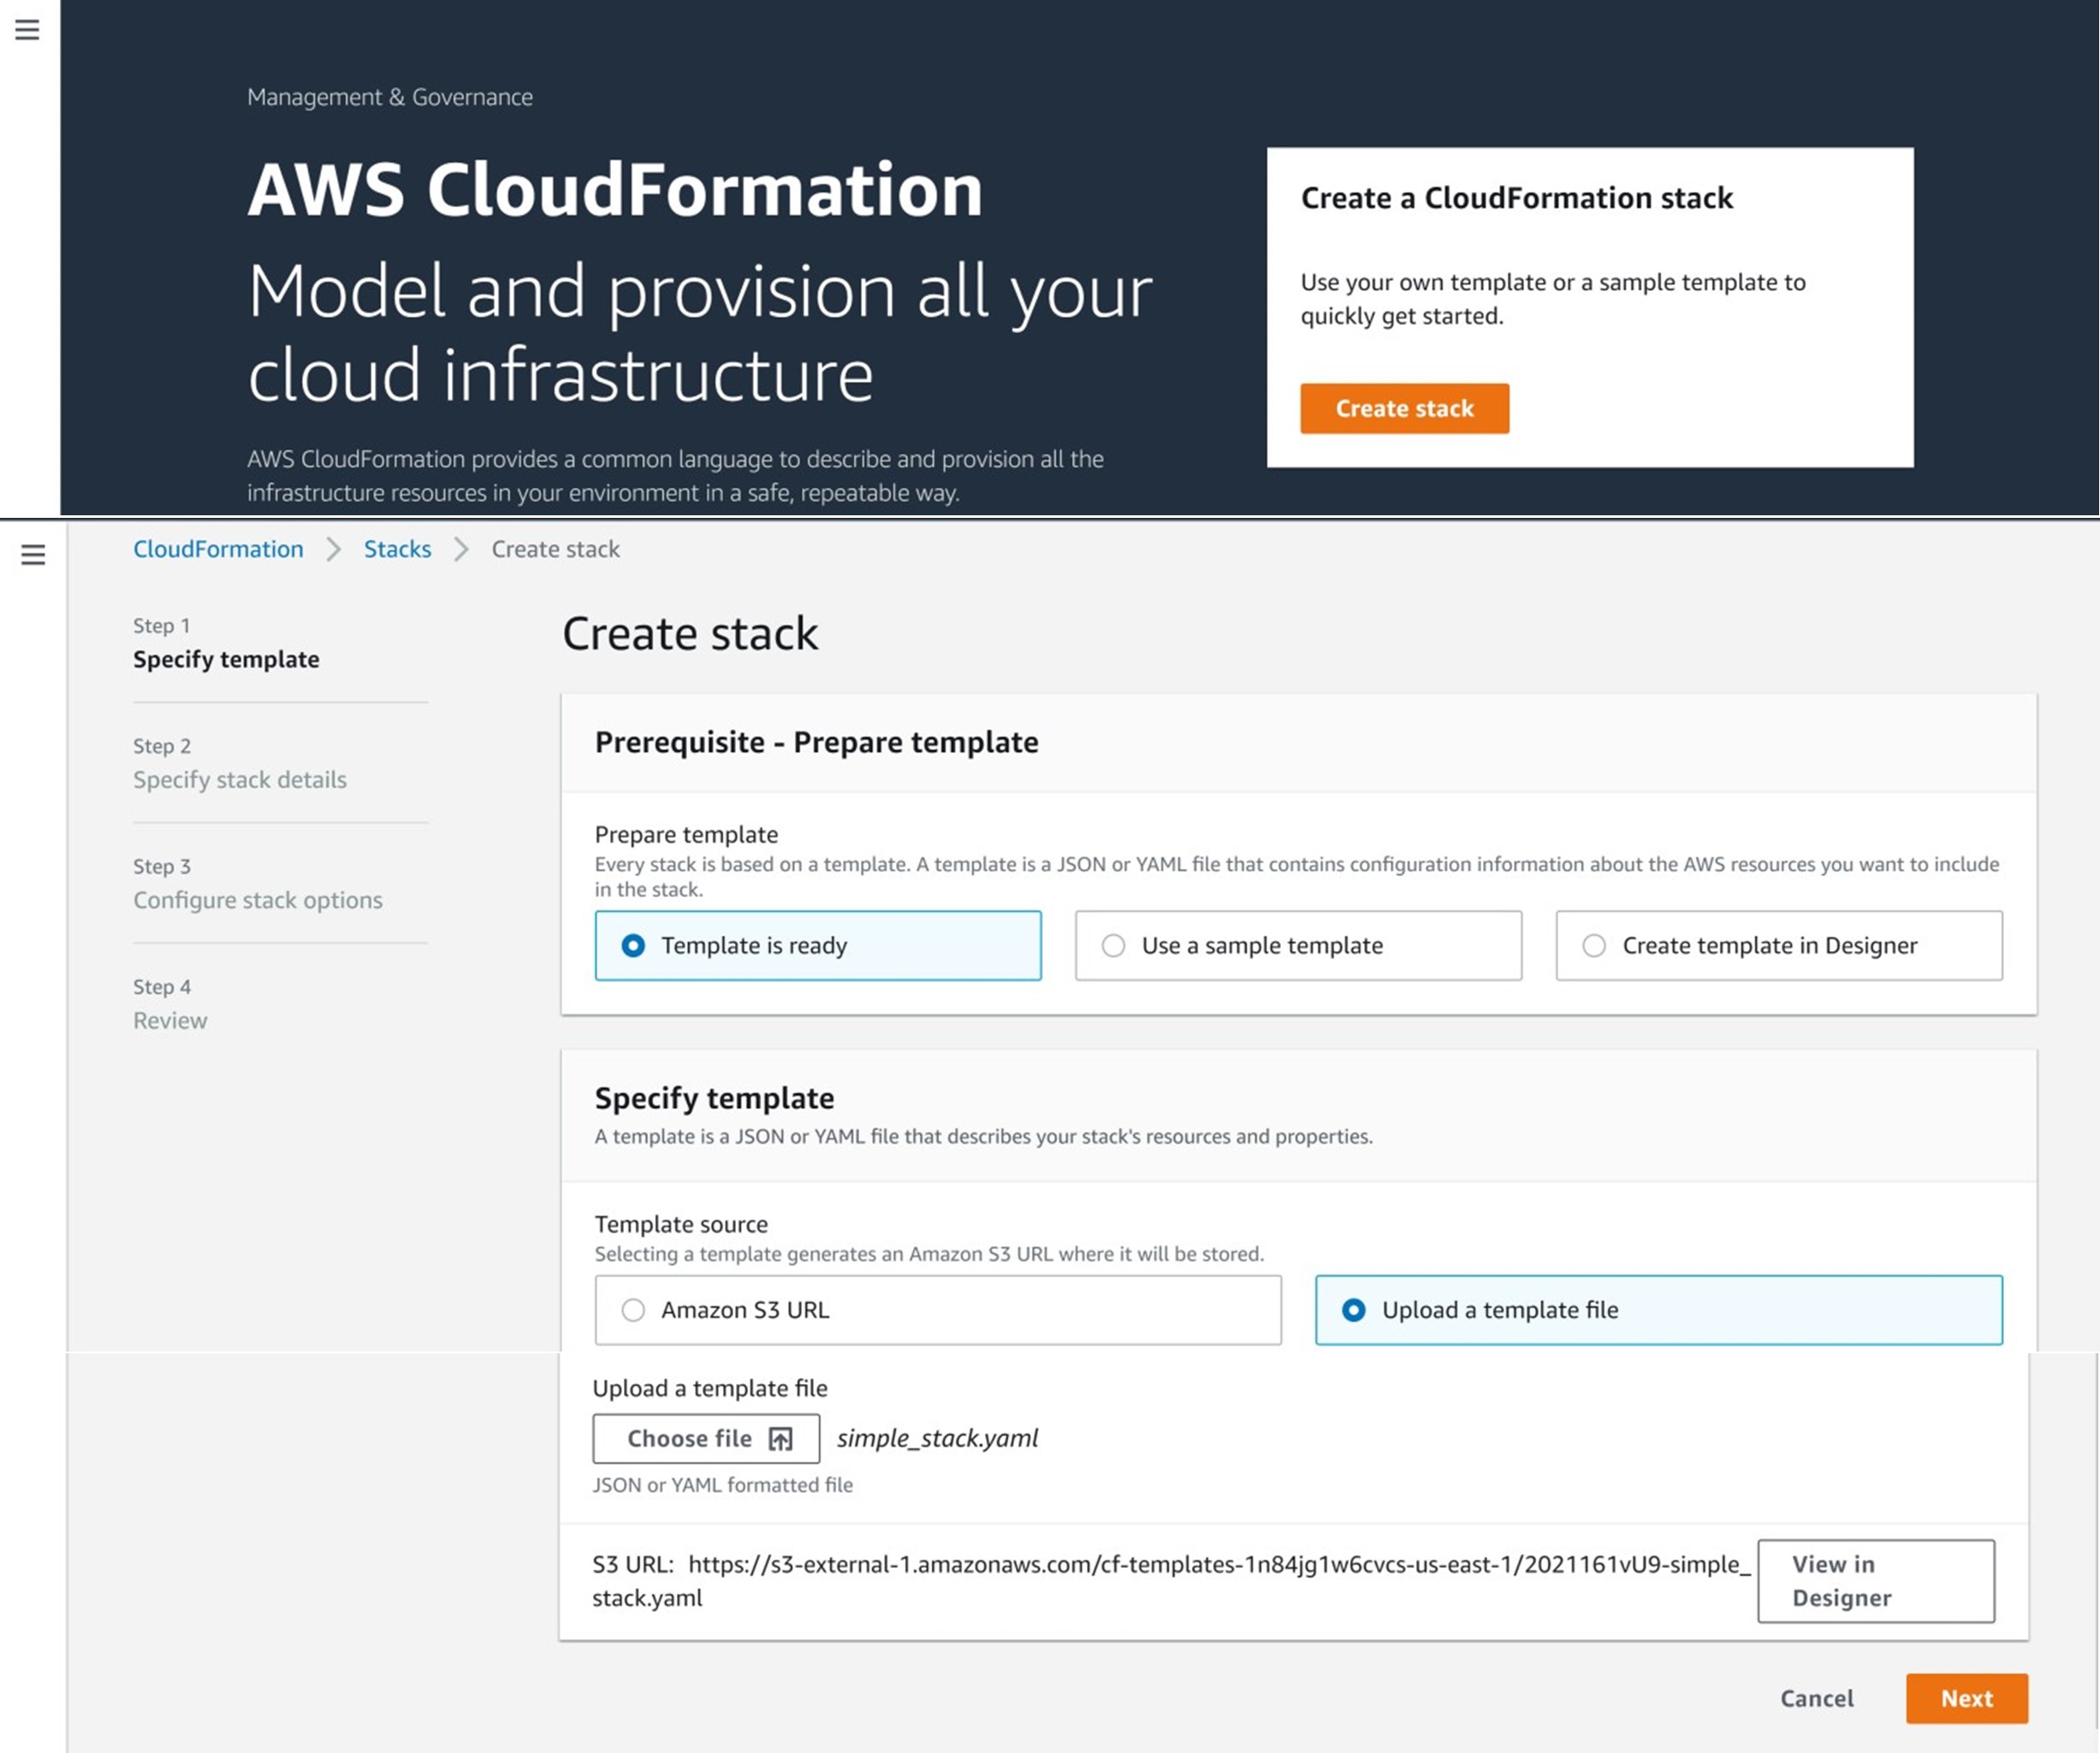 Management & Governance
AWS CloudFormation
Model and provision all your
cloud infrastructure
AWS CloudFormation provides a common language to describe and provision all the
infrastructure resources in your environment in a safe, repeatable way.
Create a CloudFormation stack
Use your own template or a sample template to
quickly get started.
Create stack
CloudFormation > Stacks > Create stack
Step 1
Specify template
Step 2
Specify stack details
Step 3
Configure stack options
Step 4
Review
Create stack
Prerequisite - Prepare template
Prepare template
Every stack is based on a template. A template is a JSON or YAML file that contains configuration information about the AWS resources you want to include
in the stack.
Template is ready
Use a sample template
Create template in Designer
Specify template
A template is a JSON or YAML file that describes your stack's resources and properties.
Template source
Selecting a template generates an Amazon S3 URL where it will be stored.
Amazon S3 URL
Upload a template file
Upload a template file
Choose file simple_stack.yaml
JSON or YAML formatted file
S3 URL: https://s3-external-1.amazonaws.com/cf-templates-1n84jg1w6cvcs-us-east-1/2021161vU9-simple_
stack.yaml
View in
Designer
Cancel
Next